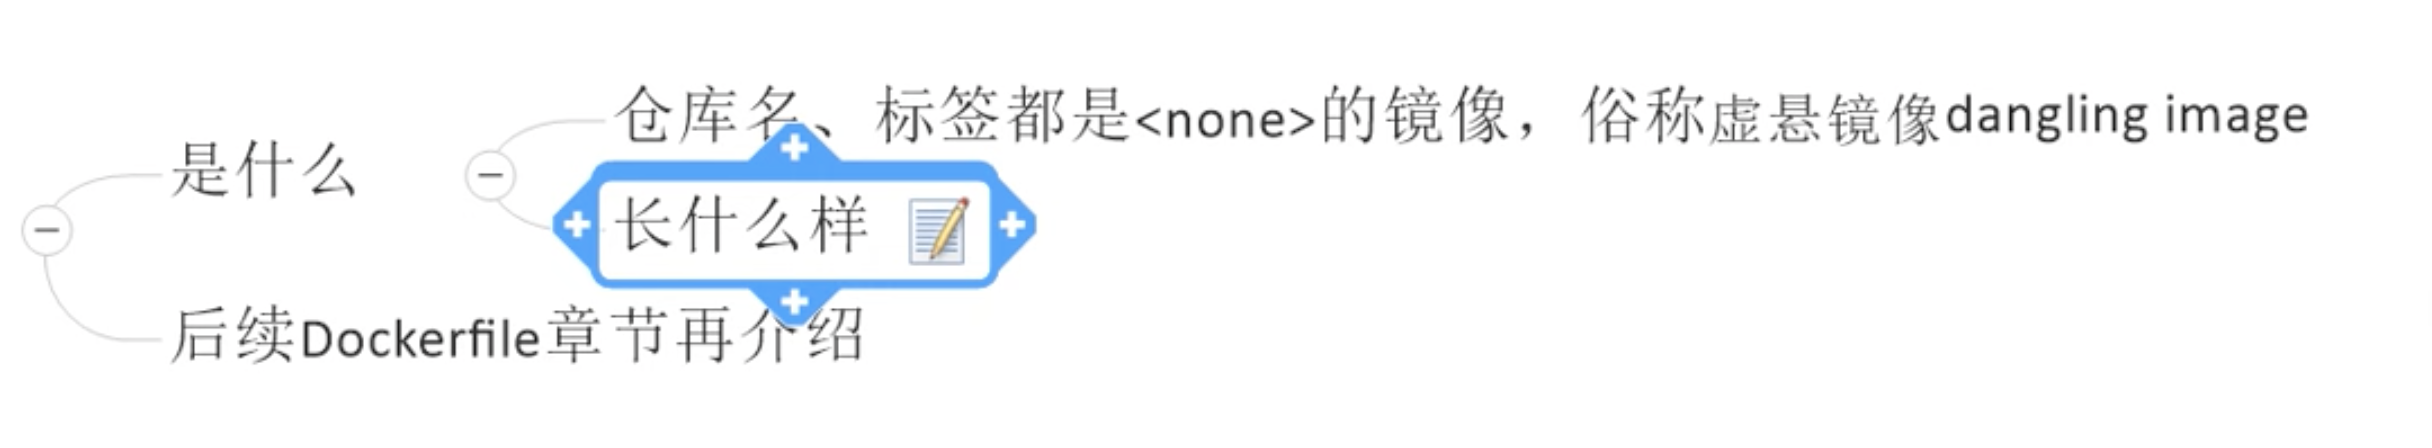 仓库名、标签都是<none>的镜像，俗称虚悬镜像dangling image
是什么
长什么样
后续Dockerfile章节再介绍